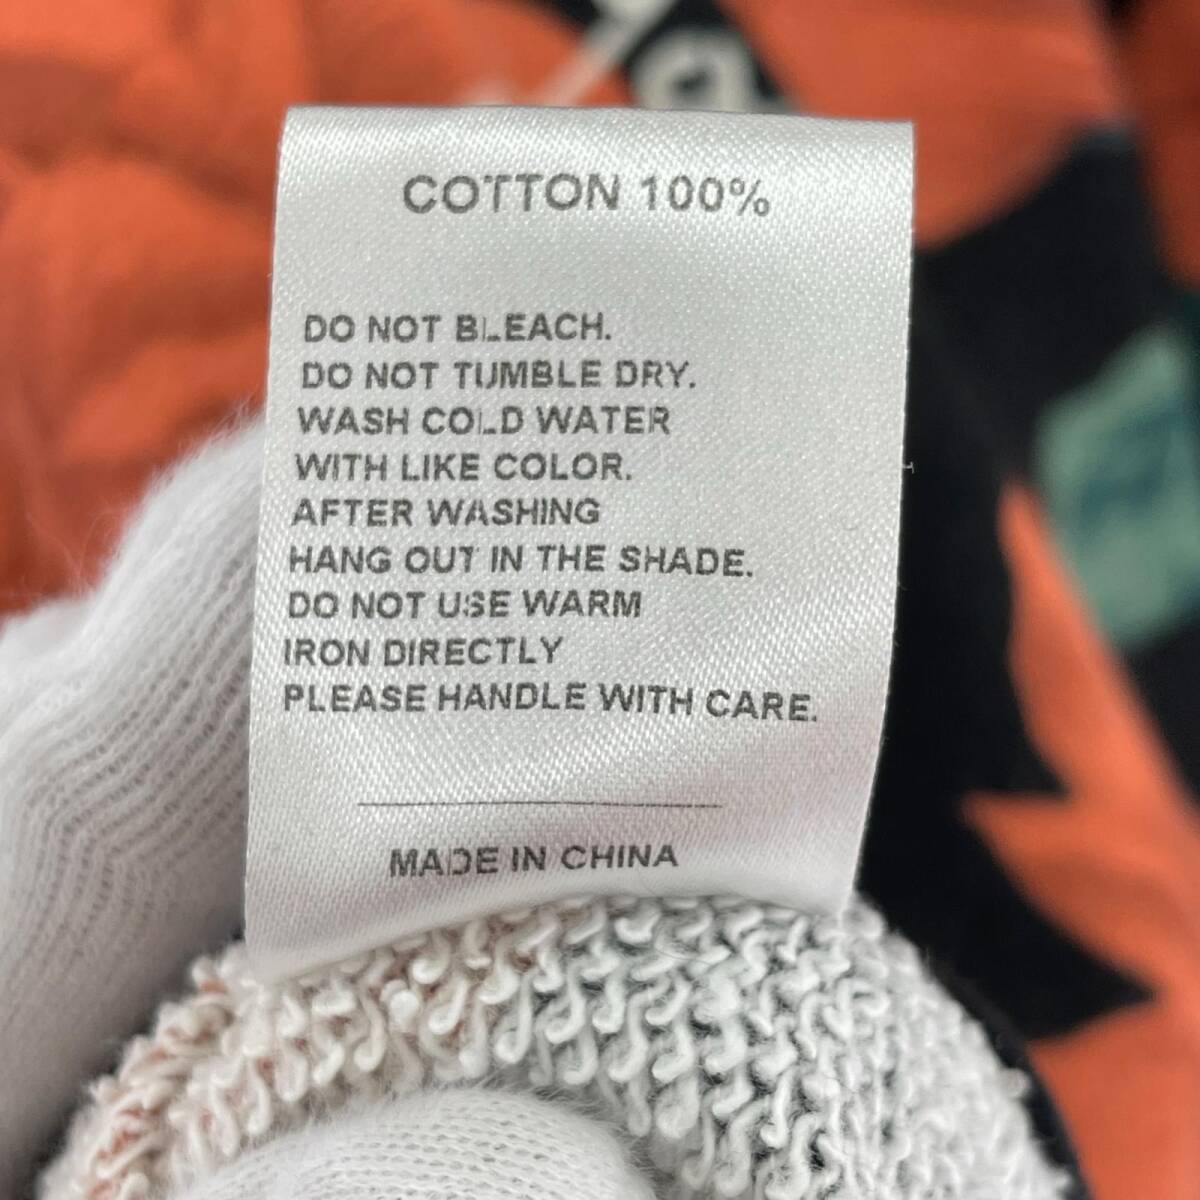 COTTON 100%
DO NOT BLEACH.
DO NOT TUMBLE DRY.
WASH COLD WATER
WITH LIKE COLOR.
AFTER WASHING
HANG OUT IN THE SHADE.
DO NOT USE WARM
IRON DIRECTLY
PLEASE HANDLE WITH CARE.
MADE IN CHINA